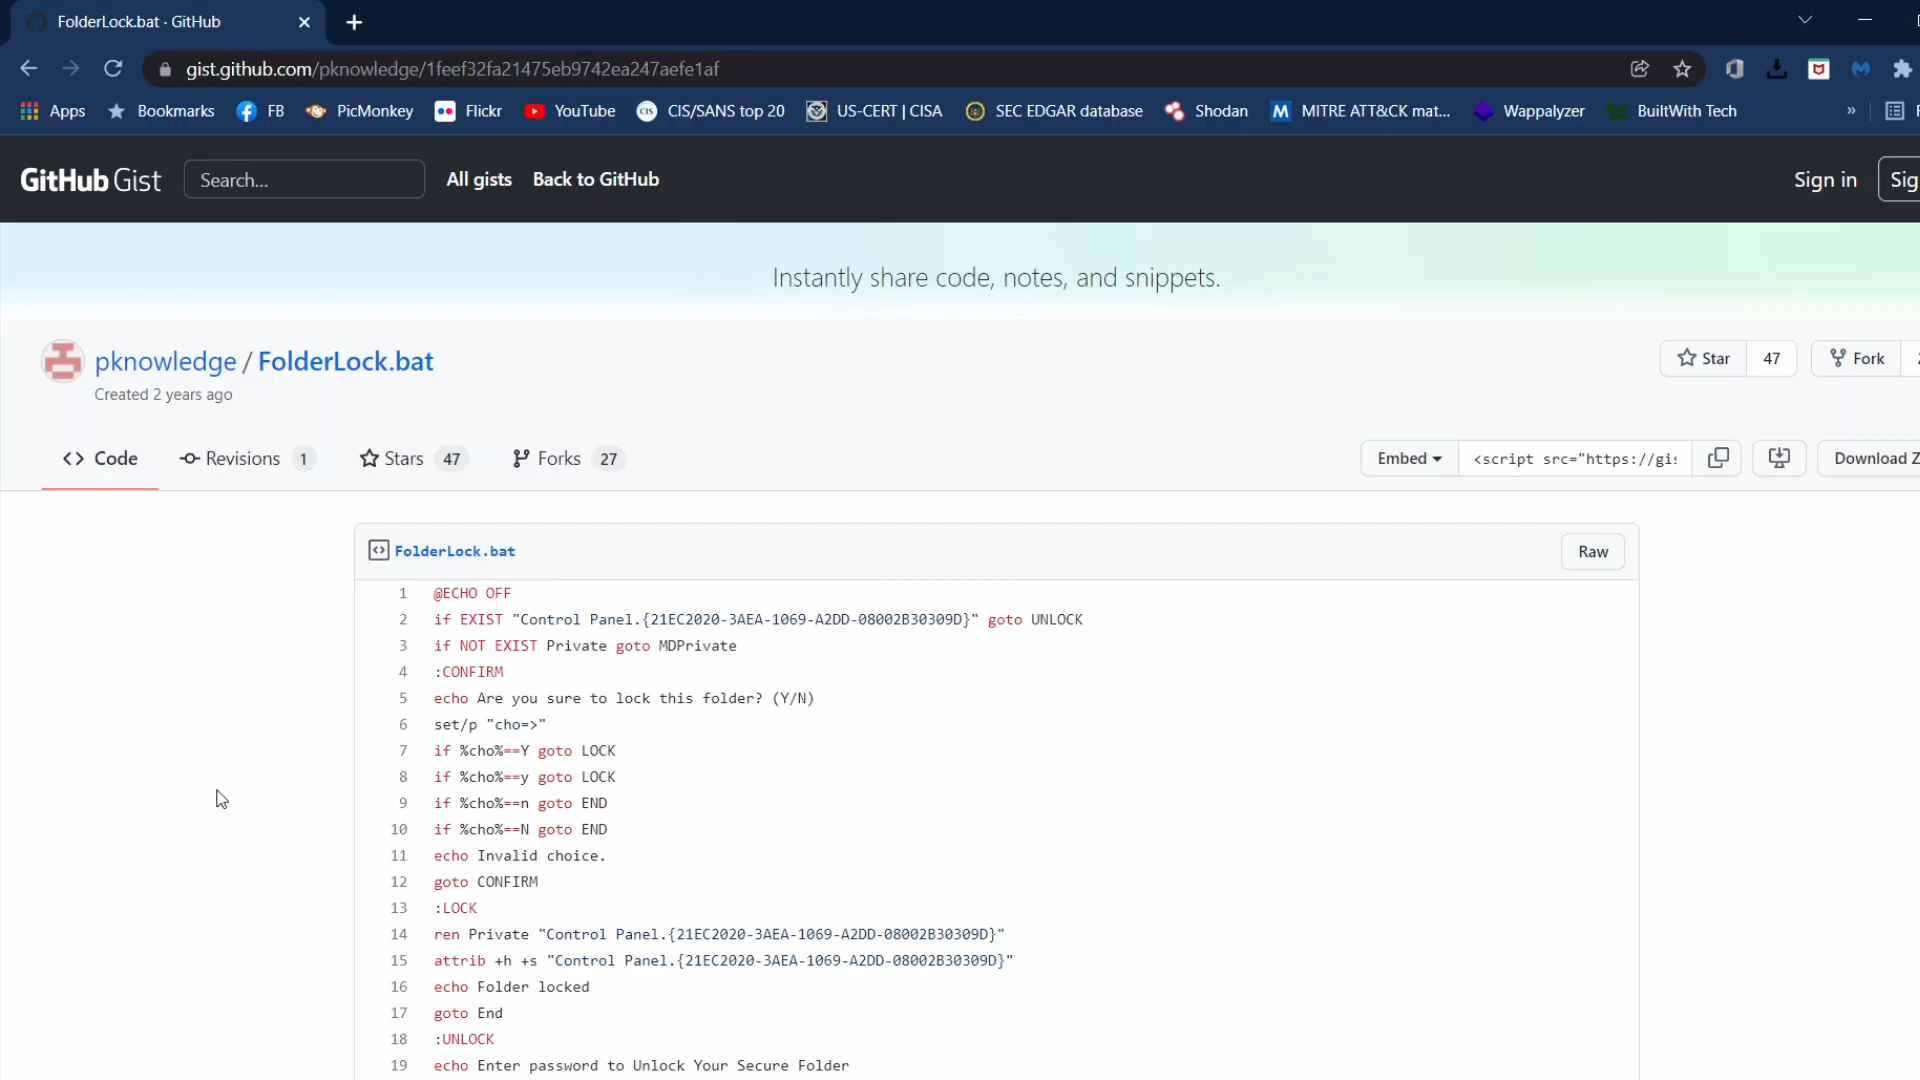 FolderLock.bat · GitHub
gist.github.com/pknowledge/1feef32fa21475eb9742ea247aefe1af
Apps Bookmarks FB PicMonkey Flickr YouTube CIS CIS/SANS top 20 US-CERT | CISA SEC EDGAR database Shodan M MITRE ATT&CK mat... Wappalyzer BuiltWith Tech »
GitHub Gist Search... All gists Back to GitHub Sign in Sig
Instantly share code, notes, and snippets.
pknowledge / FolderLock.bat
Star 47 Fork
Created 2 years ago
Code Revisions 1 Stars 47 Forks 27 Embed <script src="https://gis Download Z
FolderLock.bat Raw
1 @ECHO OFF
2 if EXIST "Control Panel.{21EC2020-3AEA-1069-A2DD-08002B30309D}" goto UNLOCK
3 if NOT EXIST Private goto MDPrivate
4 :CONFIRM
5 echo Are you sure to lock this folder? (Y/N)
6 set/p "cho=>"
7 if %cho%==Y goto LOCK
8 if %cho%==y goto LOCK
9 if %cho%==n goto END
10 if %cho%==N goto END
11 echo Invalid choice.
12 goto CONFIRM
13 :LOCK
14 ren Private "Control Panel.{21EC2020-3AEA-1069-A2DD-08002B30309D}"
15 attrib +h +s "Control Panel.{21EC2020-3AEA-1069-A2DD-08002B30309D}"
16 echo Folder locked
17 goto End
18 :UNLOCK
19 echo Enter password to Unlock Your Secure Folder